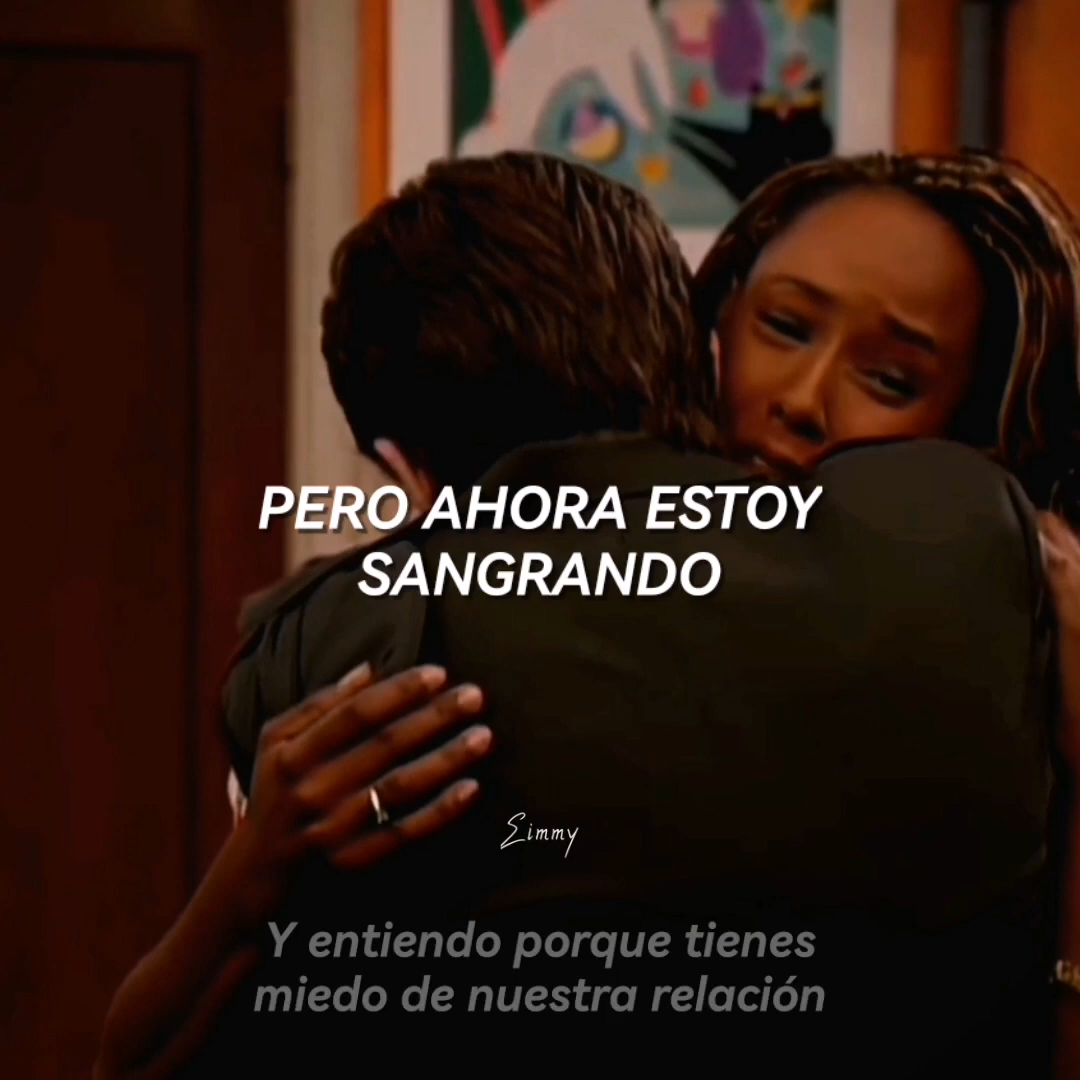 PERO AHORA ESTOY
SANGRANDO
Eimmy
Y entiendo porque tienes
miedo de nuestra relación